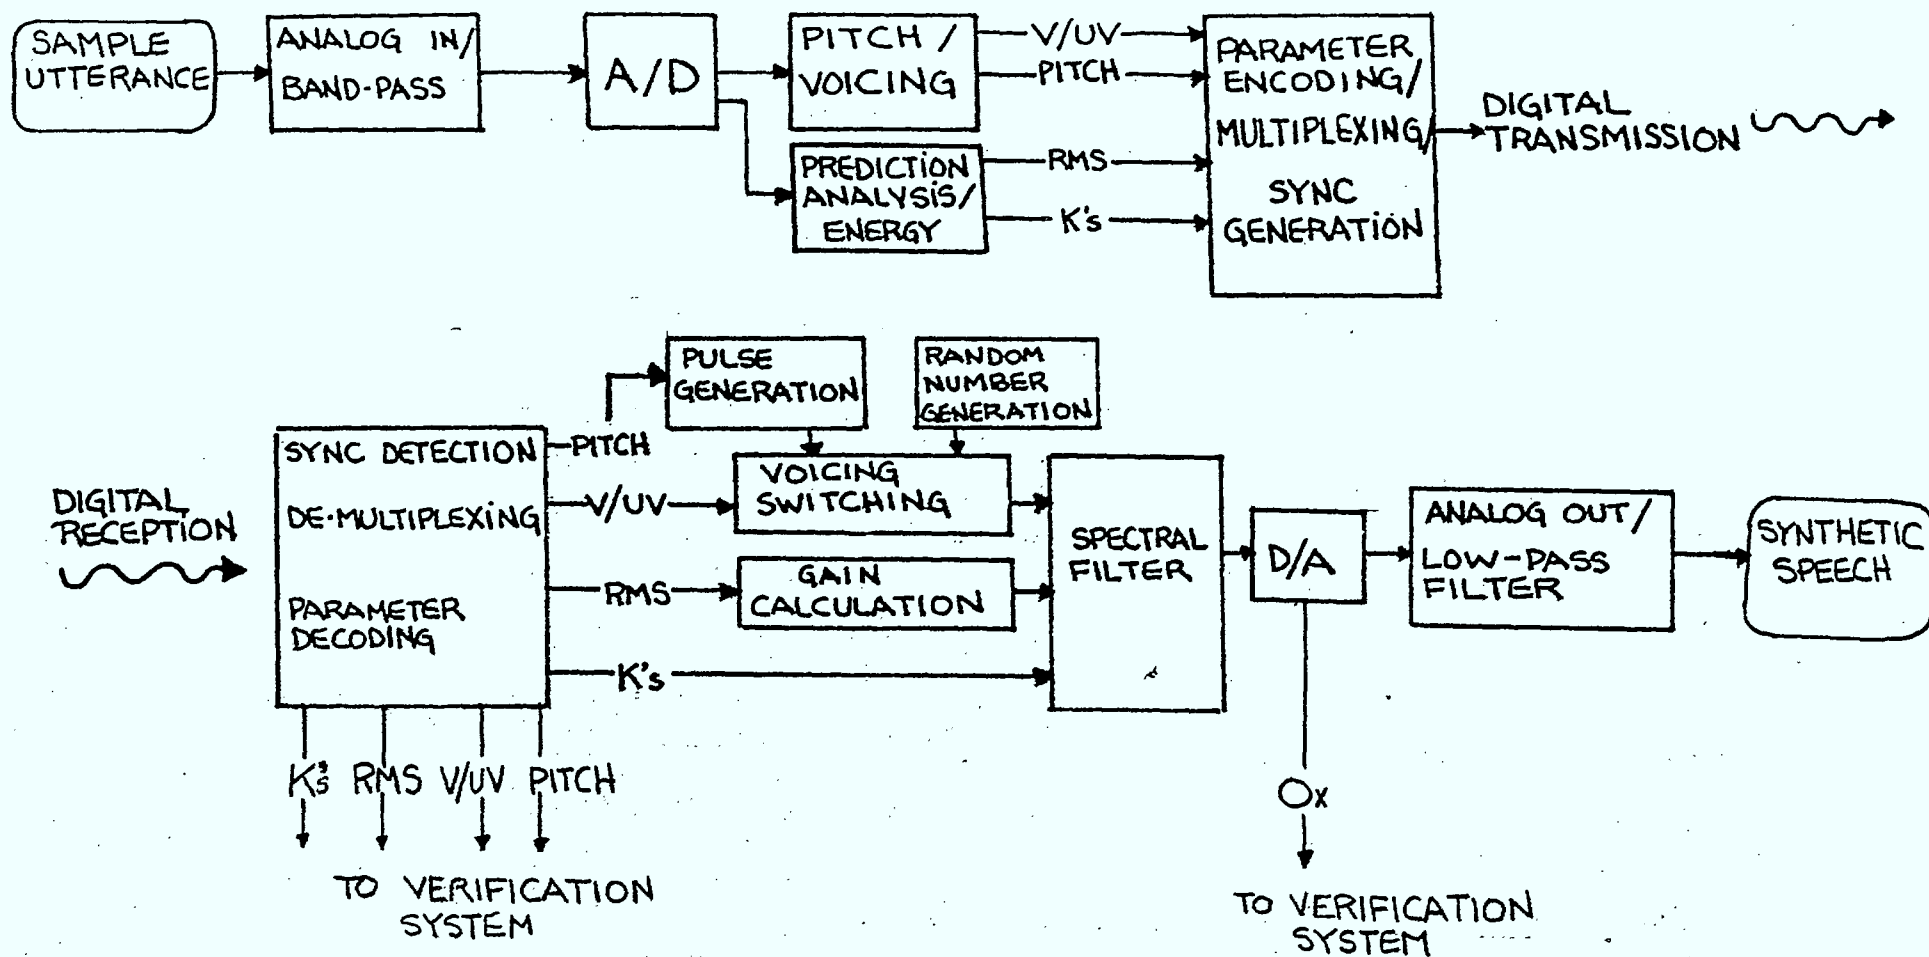 SAMPLE
UTTERANCE
ANALOG IN/
BAND-PASS
A/D
PITCH /
VOICING
V/UV
PITCH
PREDICTION
ANALYSIS/
ENERGY
RMS
K's
PARAMETER
ENCODING/
MULTIPLEXING/
SYNC
GENERATION
DIGITAL
TRANSMISSION
DIGITAL
RECEPTION
SYNC DETECTION
DE-MULTIPLEXING
PARAMETER
DECODING
PITCH
V/UV
RMS
K's
PULSE
GENERATION
RANDOM
NUMBER
GENERATION
VOICING
SWITCHING
GAIN
CALCULATION
SPECTRAL
FILTER
D/A
ANALOG OUT/
LOW-PASS
FILTER
SYNTHETIC
SPEECH
K's RMS V/UV PITCH
TO VERIFICATION
SYSTEM
Ox
TO VERIFICATION
SYSTEM